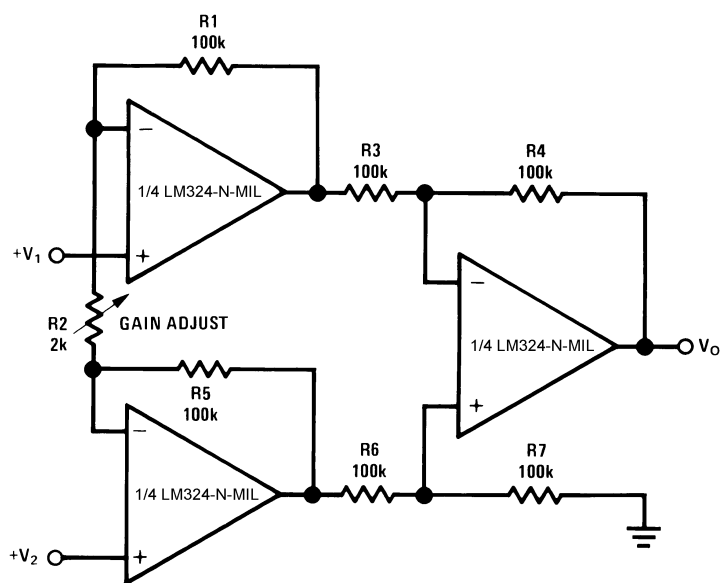 R1
100k
−
1/4 LM324-N-MIL
+
+V1
R3
100k
R4
100k
R2
2k
GAIN ADJUST
−
1/4 LM324-N-MIL
+
VO
R5
100k
−
1/4 LM324-N-MIL
+
+V2
R6
100k
R7
100k